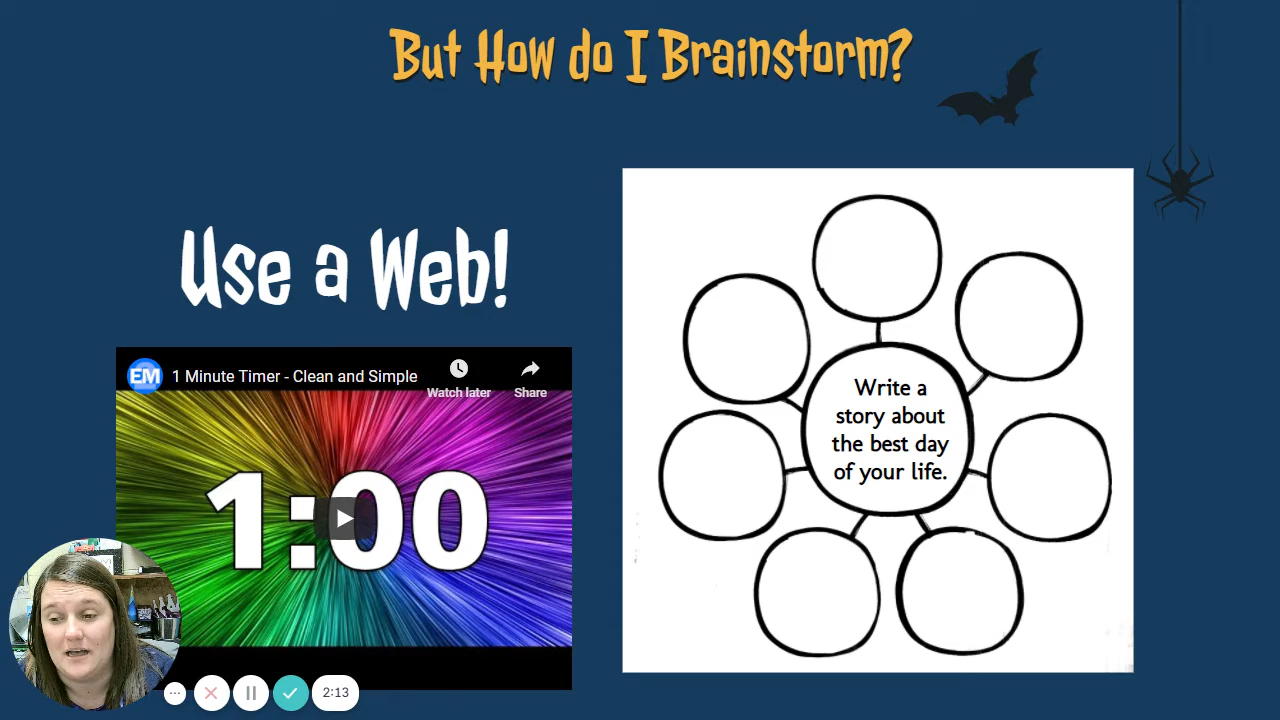 But How do I Brainstorm?
Use a Web!
EM
1 Minute Timer - Clean and Simple
Watch later
Share
1:00
Write a
story about
the best day
of your life.
2:13